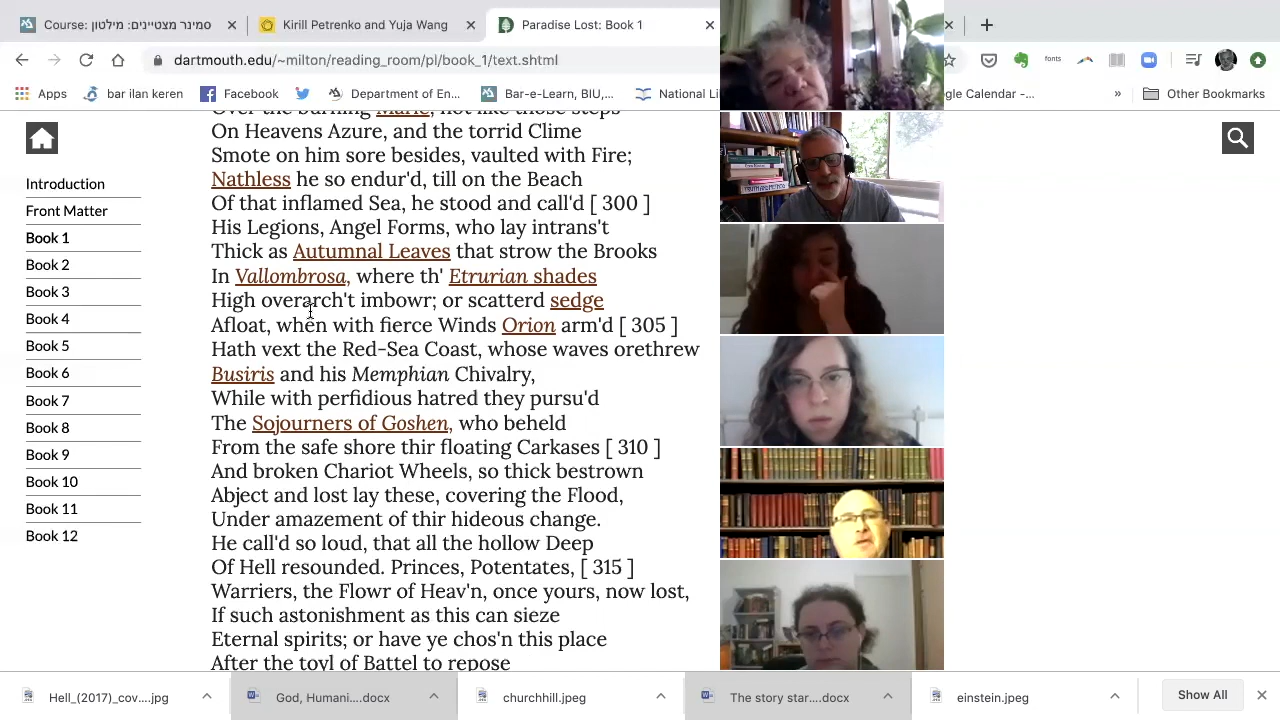 Course: סמינר מצטיינים: מילטון
Kirill Petrenko and Yuja Wang
Paradise Lost: Book 1
dartmouth.edu/~milton/reading_room/pl/book_1/text.shtml
fonts
Apps
bar ilan keren
Facebook
Department of En...
Bar-e-Learn, BIU,...
National Li
gle Calendar -...
»
Other Bookmarks
Over the burning Marle, not like those steps
On Heavens Azure, and the torrid Clime
Smote on him sore besides, vaulted with Fire;
Nathless he so endur'd, till on the Beach
Of that inflamed Sea, he stood and call'd [ 300 ]
His Legions, Angel Forms, who lay intrans't
Thick as Autumnal Leaves that strow the Brooks
In Vallombrosa, where th' Etrurian shades
High overarch't imbowr; or scatterd sedge
Afloat, when with fierce Winds Orion arm'd [ 305 ]
Hath vext the Red-Sea Coast, whose waves orethrew
Busiris and his Memphian Chivalry,
While with perfidious hatred they pursu'd
The Sojourners of Goshen, who beheld
From the safe shore thir floating Carkases [ 310 ]
And broken Chariot Wheels, so thick bestrown
Abject and lost lay these, covering the Flood,
Under amazement of thir hideous change.
He call'd so loud, that all the hollow Deep
Of Hell resounded. Princes, Potentates, [ 315 ]
Warriers, the Flowr of Heav'n, once yours, now lost,
If such astonishment as this can sieze
Eternal spirits; or have ye chos'n this place
After the toyl of Battel to repose
Introduction
Front Matter
Book 1
Book 2
Book 3
Book 4
Book 5
Book 6
Book 7
Book 8
Book 9
Book 10
Book 11
Book 12
Hell_(2017)_cov....jpg
God, Humani....docx
churchhill.jpeg
The story star....docx
einstein.jpeg
Show All